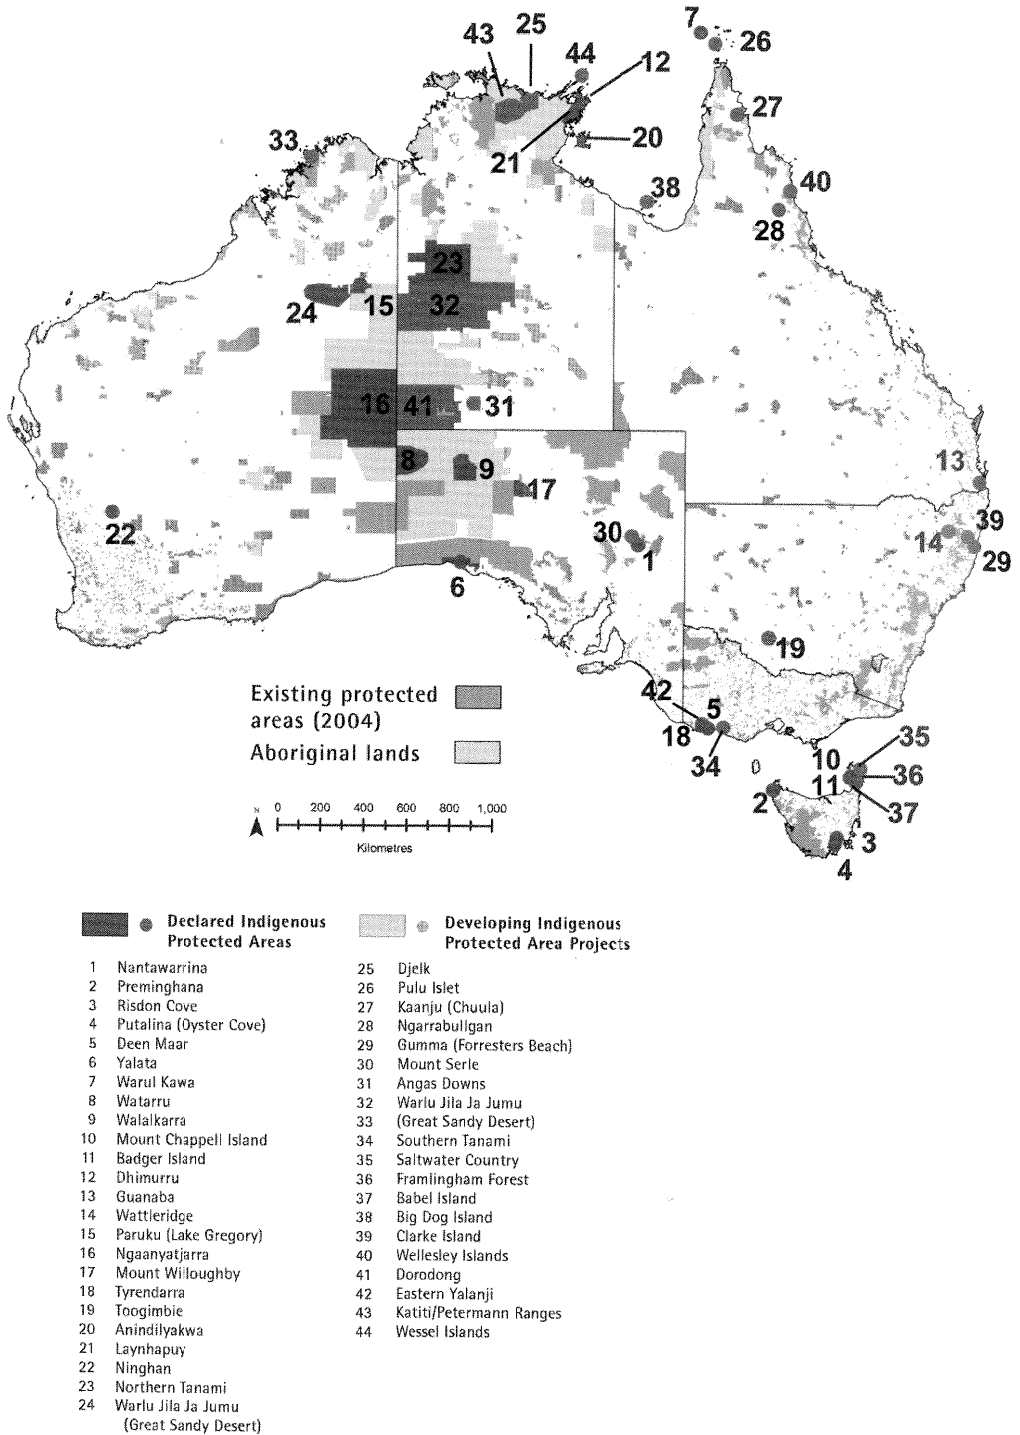 7
26
25
43
44
12
27
33
21
20
38
40
28
23
24
15
32
16
41
31
8
9
17
13
22
30
1
39
14
29
6
19
42
5
18
34
35
10
36
11
37
2
3
4
Existing protected
areas (2004)
Aboriginal lands
N
0 200 400 600 800 1,000
Kilometres
Declared Indigenous
Protected Areas
1 Nantawarrina
2 Preminghana
3 Risdon Cove
4 Putalina (Oyster Cove)
5 Deen Maar
6 Yalata
7 Warul Kawa
8 Watarru
9 Walalkarra
10 Mount Chappell Island
11 Badger Island
12 Dhimurru
13 Guanaba
14 Wattleridge
15 Paruku (Lake Gregory)
16 Ngaanyatjarra
17 Mount Willoughby
18 Tyrendarra
19 Toogimbie
20 Anindilyakwa
21 Laynhapuy
22 Ninghan
23 Northern Tanami
24 Warlu Jila Ja Jumu
(Great Sandy Desert)
Developing Indigenous
Protected Area Projects
25 Djelk
26 Pulu Islet
27 Kaanju (Chuula)
28 Ngarrabullgan
29 Gumma (Forresters Beach)
30 Mount Serle
31 Angas Downs
32 Warlu Jila Ja Jumu
33 (Great Sandy Desert)
34 Southern Tanami
35 Saltwater Country
36 Framlingham Forest
37 Babel Island
38 Big Dog Island
39 Clarke Island
40 Wellesley Islands
41 Dorodong
42 Eastern Yalanji
43 Katiti/Petermann Ranges
44 Wessel Islands